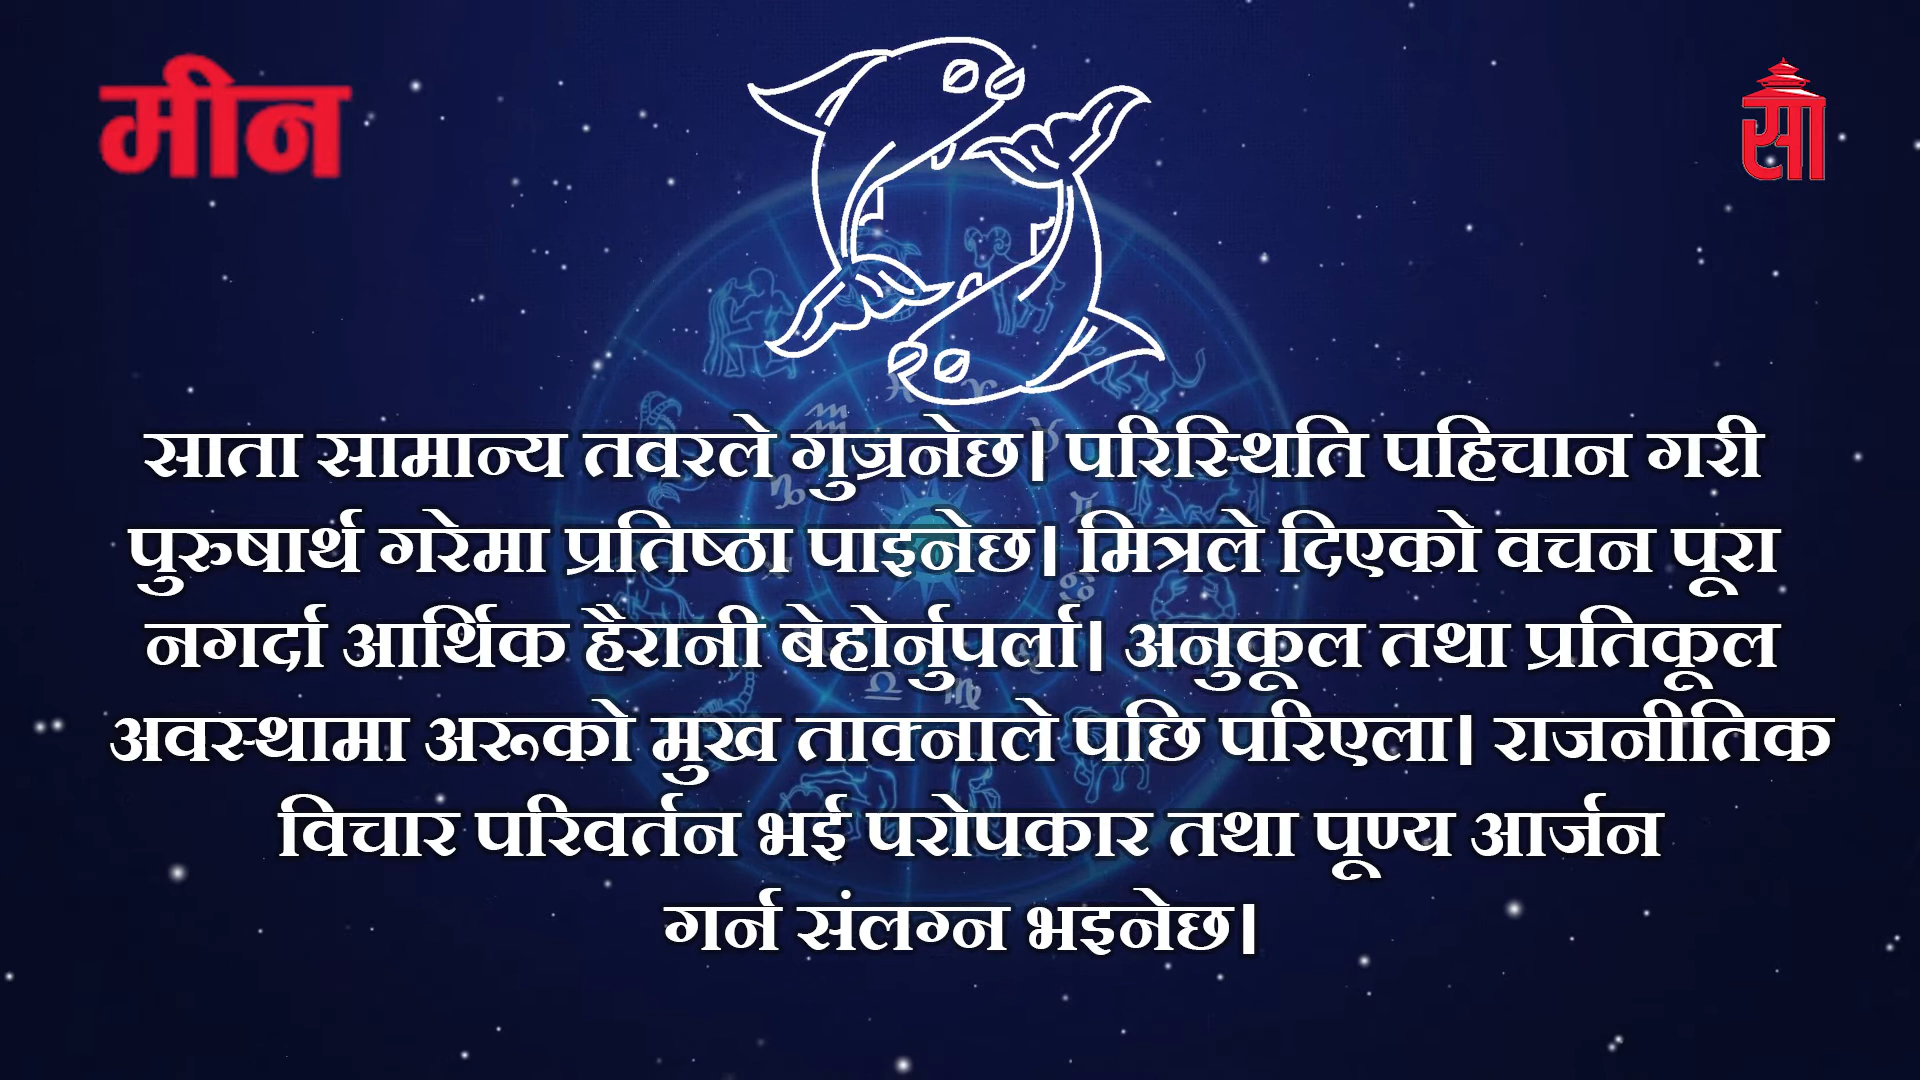 मीन
सा
साता सामान्य तवरले गुज्रनेछ। परिस्थिति पहिचान गरी
पुरुषार्थ गरेमा प्रतिष्ठा पाइनेछ। मित्रले दिएको वचन पूरा
नगर्दा आर्थिक हैरानी बेहोर्नुपर्ला। अनुकूल तथा प्रतिकूल
अवस्थामा अरूको मुख ताक्नाले पछि परिएला। राजनीतिक
विचार परिवर्तन भई परोपकार तथा पूण्य आर्जन
गर्न संलग्न भइनेछ।